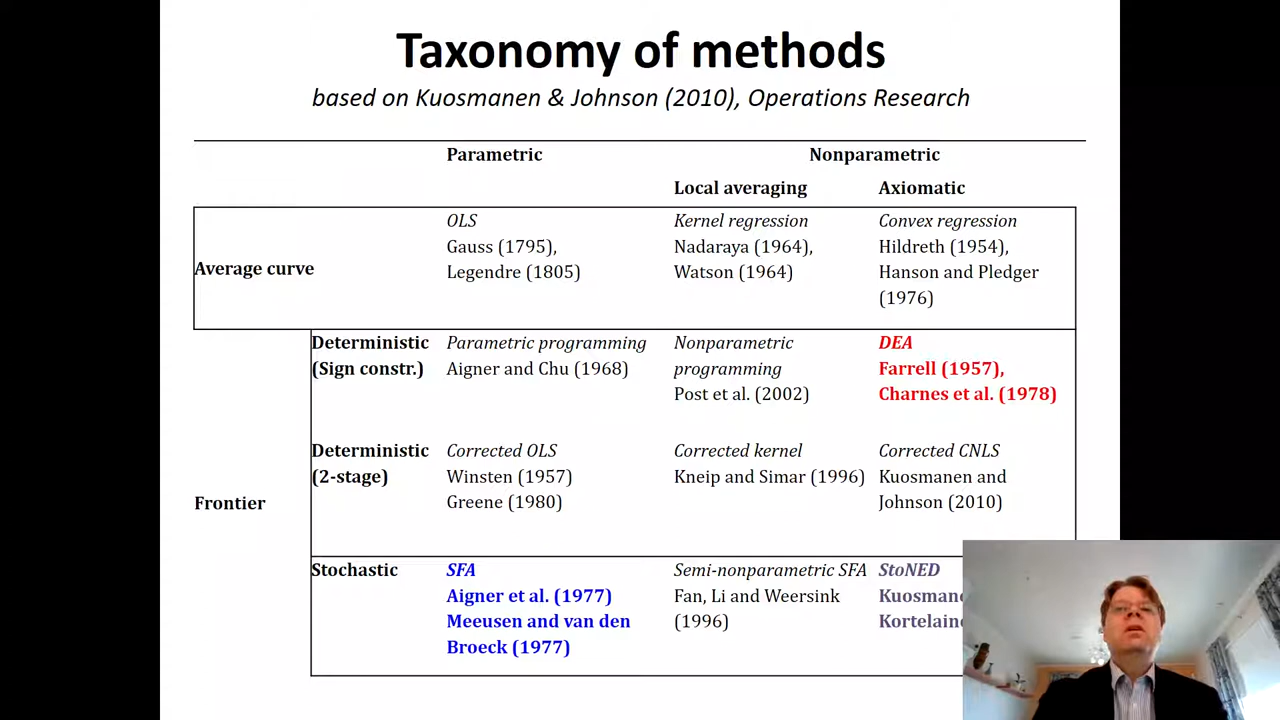 Taxonomy of methods
based on Kuosmanen & Johnson (2010), Operations Research
Parametric Nonparametric
Local averaging Axiomatic
Average curve
OLS
Gauss (1795),
Legendre (1805)
Kernel regression
Nadaraya (1964),
Watson (1964)
Convex regression
Hildreth (1954),
Hanson and Pledger
(1976)
Frontier
Deterministic
(Sign constr.)
Parametric programming
Aigner and Chu (1968)
Nonparametric
programming
Post et al. (2002)
DEA
Farrell (1957),
Charnes et al. (1978)
Deterministic
(2-stage)
Corrected OLS
Winsten (1957)
Greene (1980)
Corrected kernel
Kneip and Simar (1996)
Corrected CNLS
Kuosmanen and
Johnson (2010)
Stochastic
SFA
Aigner et al. (1977)
Meeusen and van den
Broeck (1977)
Semi-nonparametric SFA
Fan, Li and Weersink
(1996)
StoNED